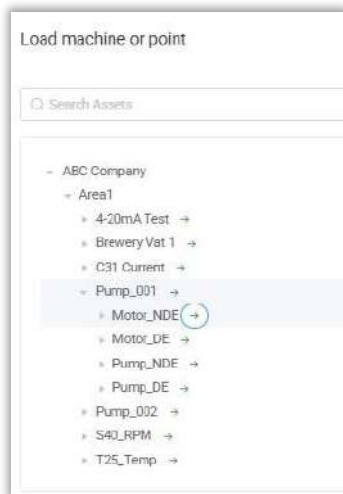 Load machine or point
Search Assets
ABC Company
Area1
4-20mA Test
Brewery Vat 1
C31 Current
Pump_001
Motor_NDE
Motor_DE
Pump_NDE
Pump_DE
Pump_002
S40_RPM
T25_Temp